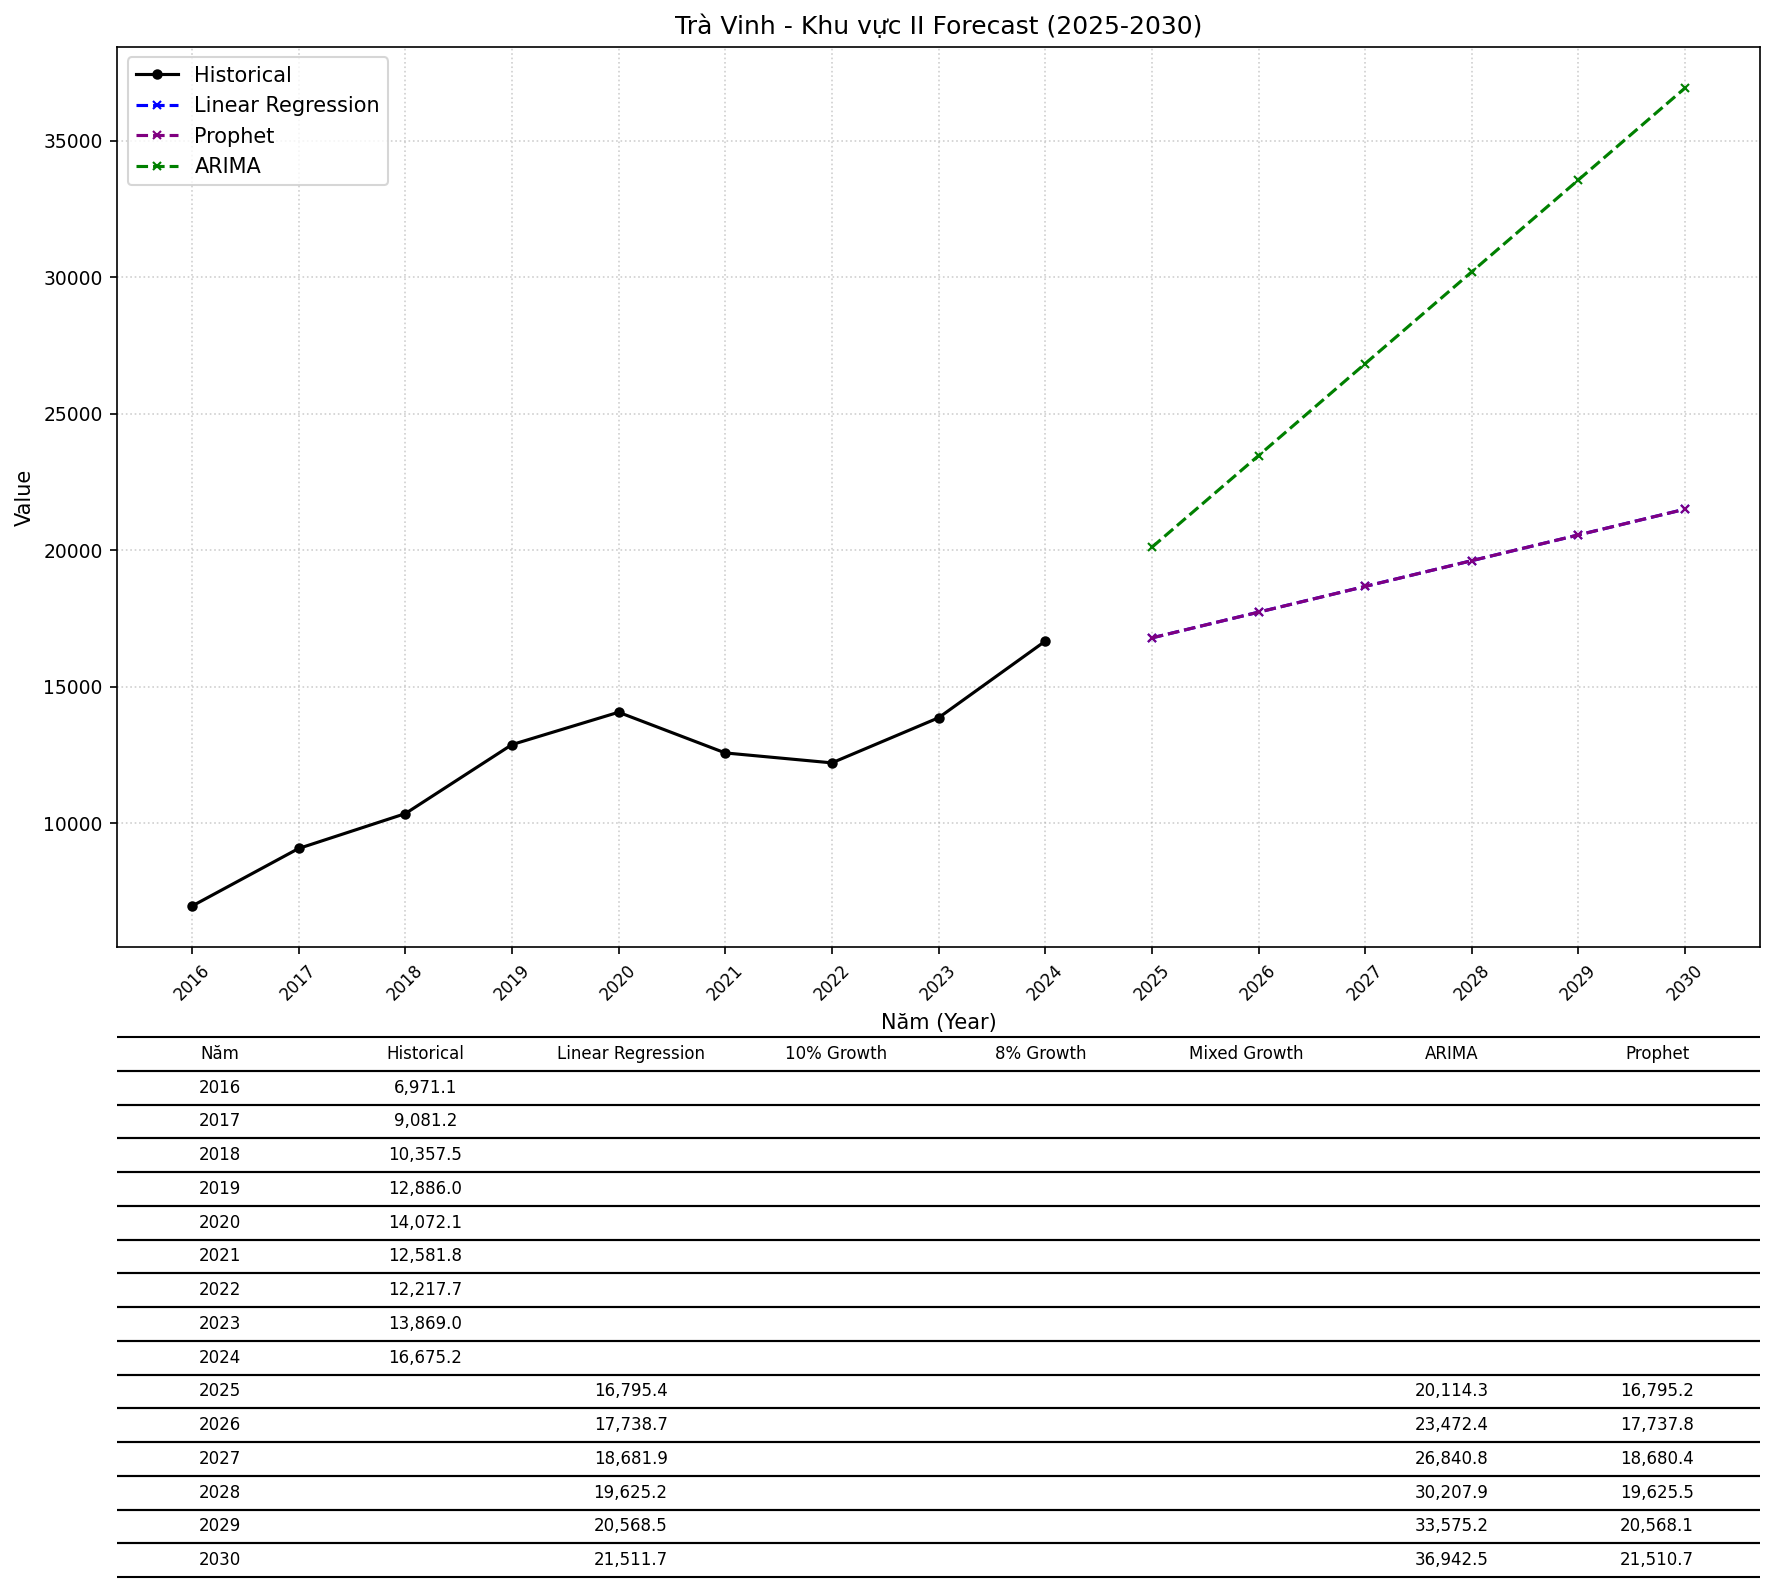 Trà Vinh - Khu vực II Forecast (2025-2030)
Historical
Linear Regression
Prophet
ARIMA
Value
35000
30000
25000
20000
15000
10000
2016 2017 2018 2019 2020 2021 2022 2023 2024 2025 2026 2027 2028 2029 2030
Năm (Year)
Năm Historical Linear Regression 10% Growth 8% Growth Mixed Growth ARIMA Prophet
2016 6,971.1
2017 9,081.2
2018 10,357.5
2019 12,886.0
2020 14,072.1
2021 12,581.8
2022 12,217.7
2023 13,869.0
2024 16,675.2
2025 16,795.4 20,114.3 16,795.2
2026 17,738.7 23,472.4 17,737.8
2027 18,681.9 26,840.8 18,680.4
2028 19,625.2 30,207.9 19,625.5
2029 20,568.5 33,575.2 20,568.1
2030 21,511.7 36,942.5 21,510.7